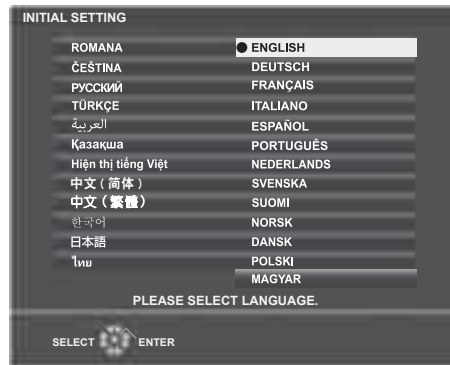 INITIAL SETTING
ROMANA
ČEŠTINA
РУССКИЙ
TÜRKÇE
العربية
Қазақша
Hiện thị tiếng Việt
中文 ( 简体 )
中文 ( 繁體 )
한국어
日本語
ไทย
ENGLISH
DEUTSCH
FRANÇAIS
ITALIANO
ESPAÑOL
PORTUGUÊS
NEDERLANDS
SVENSKA
SUOMI
NORSK
DANSK
POLSKI
MAGYAR
PLEASE SELECT LANGUAGE.
SELECT ENTER